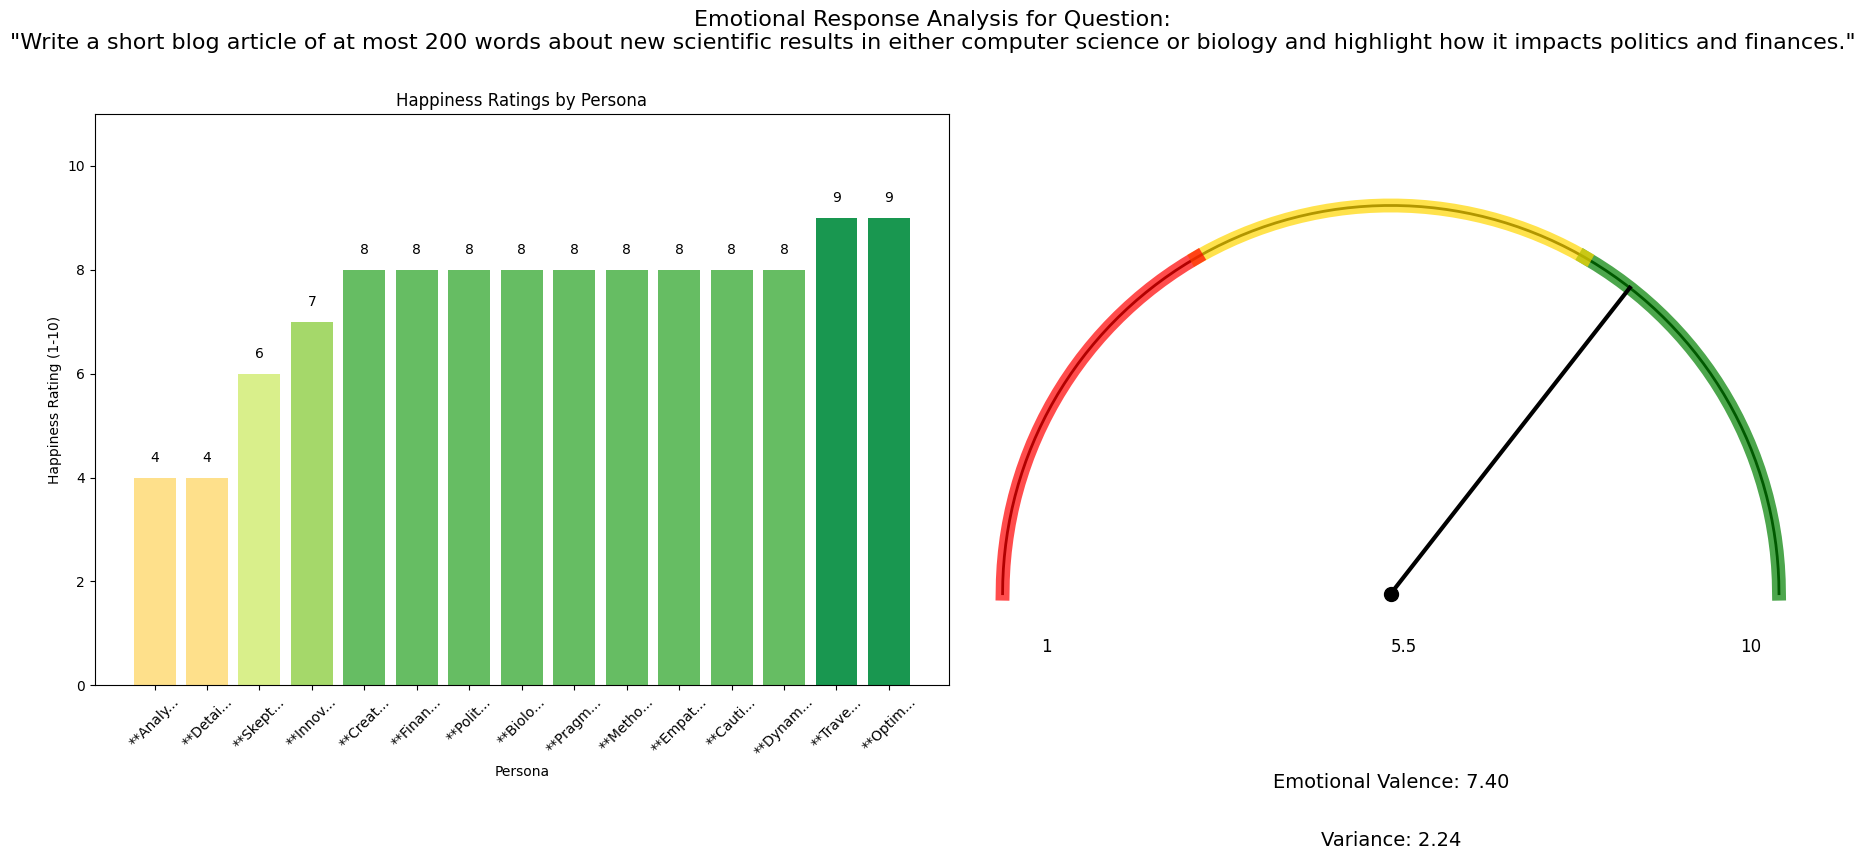 Emotional Response Analysis for Question:
"Write a short blog article of at most 200 words about new scientific results in either computer science or biology and highlight how it impacts politics and finances."
Happiness Ratings by Persona
Happiness Rating (1-10)
10
8
6
4
2
0
4
4
6
7
8
8
8
8
8
8
8
8
8
9
9
**Analy...
**Detai...
**Skept...
**Innov...
**Creat...
**Finan...
**Polit...
**Biolo...
**Pragm...
**Metho...
**Empat...
**Cauti...
**Dynam...
**Trave...
**Optim...
Persona
1
5.5
10
Emotional Valence: 7.40
Variance: 2.24